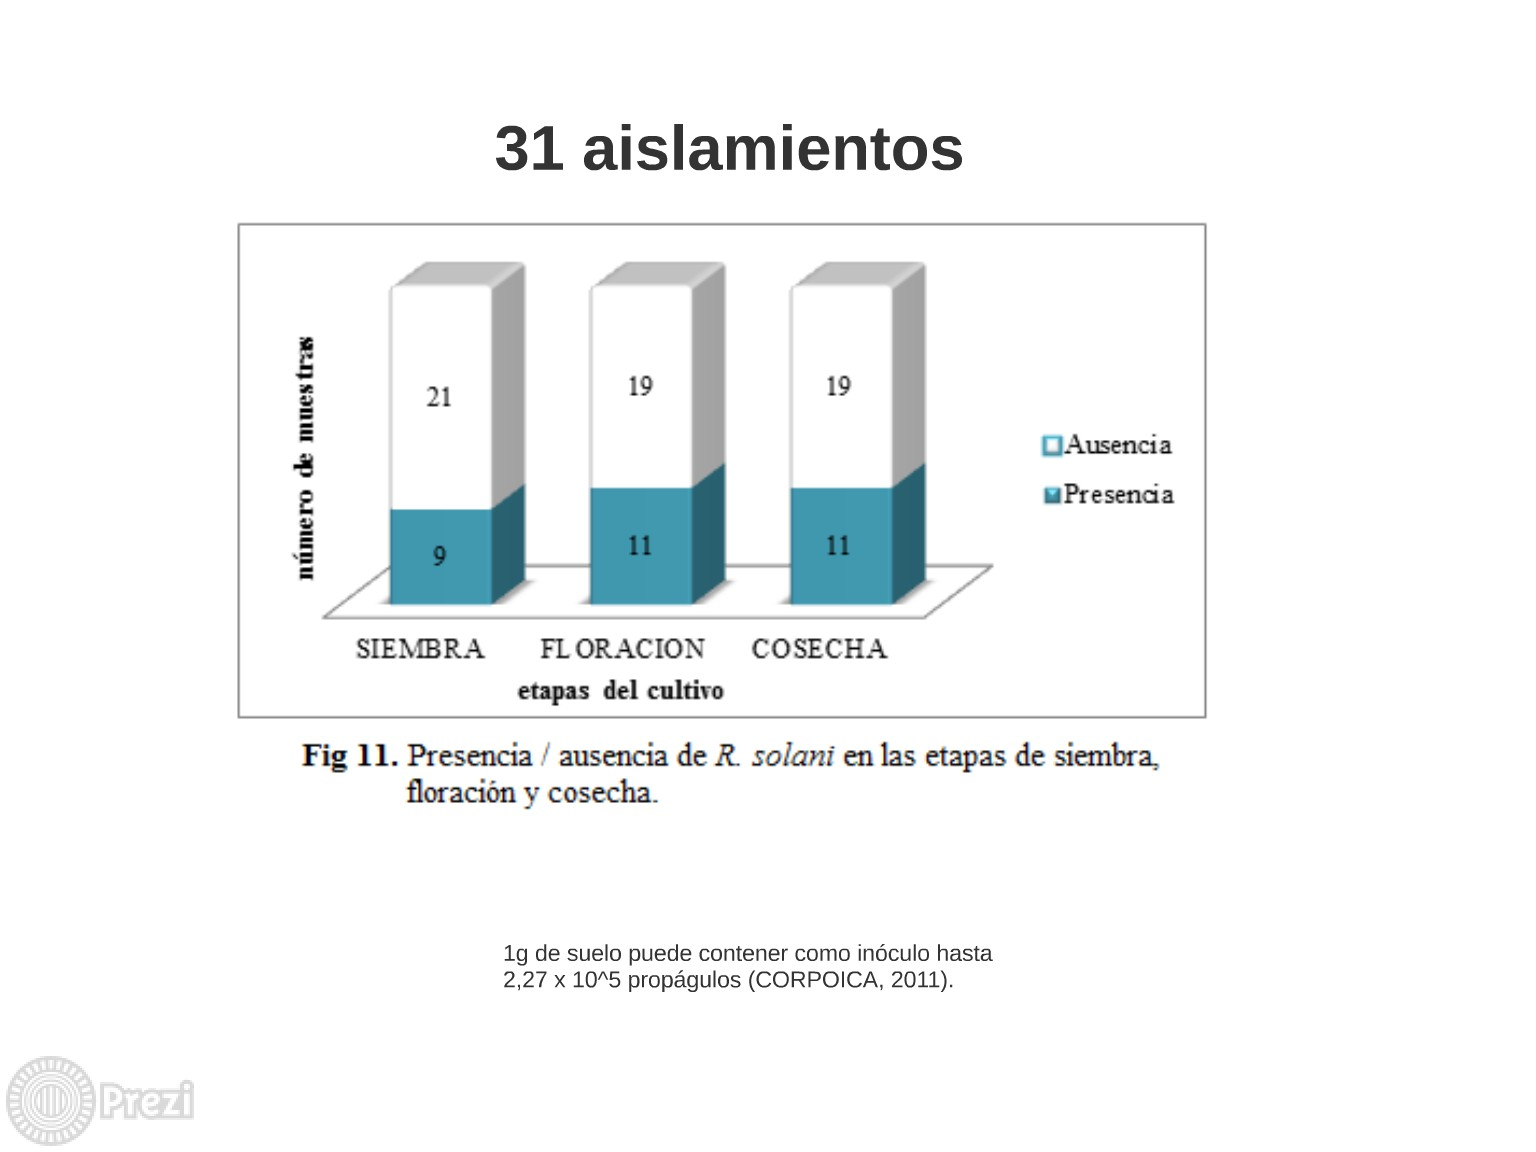 31 aislamientos
número de muestras
21
19
19
9
11
11
Ausencia
Presencia
SIEMBRA FLORACION COSECHA
etapas del cultivo
Fig 11. Presencia / ausencia de R. solani en las etapas de siembra,
floración y cosecha.
1g de suelo puede contener como inóculo hasta
2,27 x 10^5 propágulos (CORPOICA, 2011).
Prezi